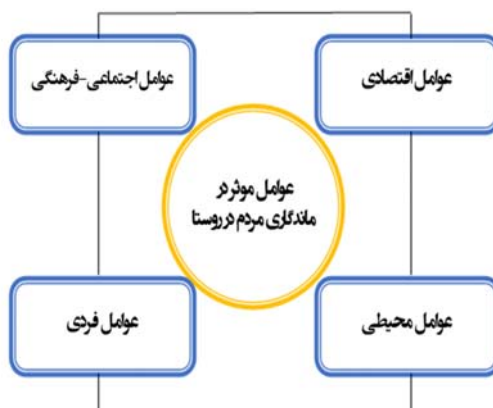 عوامل اقتصادی
عوامل اجتماعی-فرهنگی
عوامل موثر در
ماندگاری مردم در روستا
عوامل محیطی
عوامل فردی